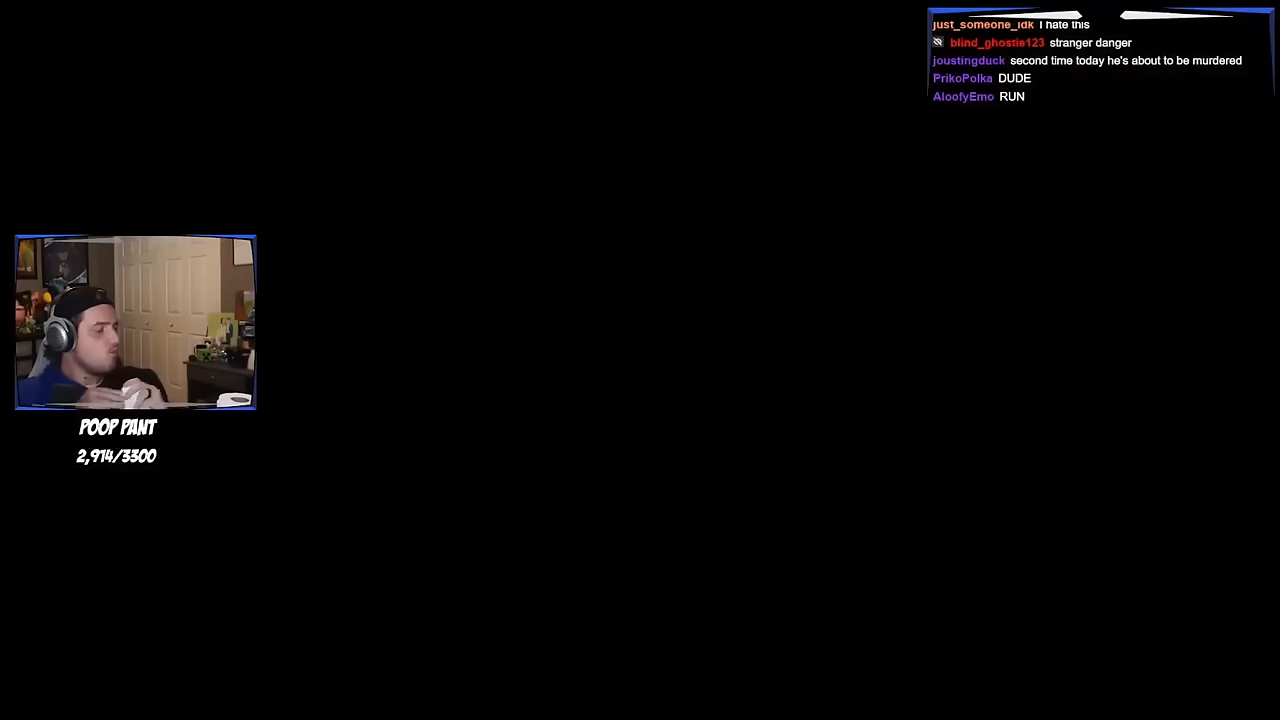 just_someone_idk I hate this
blind_ghostie123 stranger danger
joustingduck second time today he's about to be murdered
PrikoPolka DUDE
AloofyEmo RUN
POOP PANT
2,914/3300